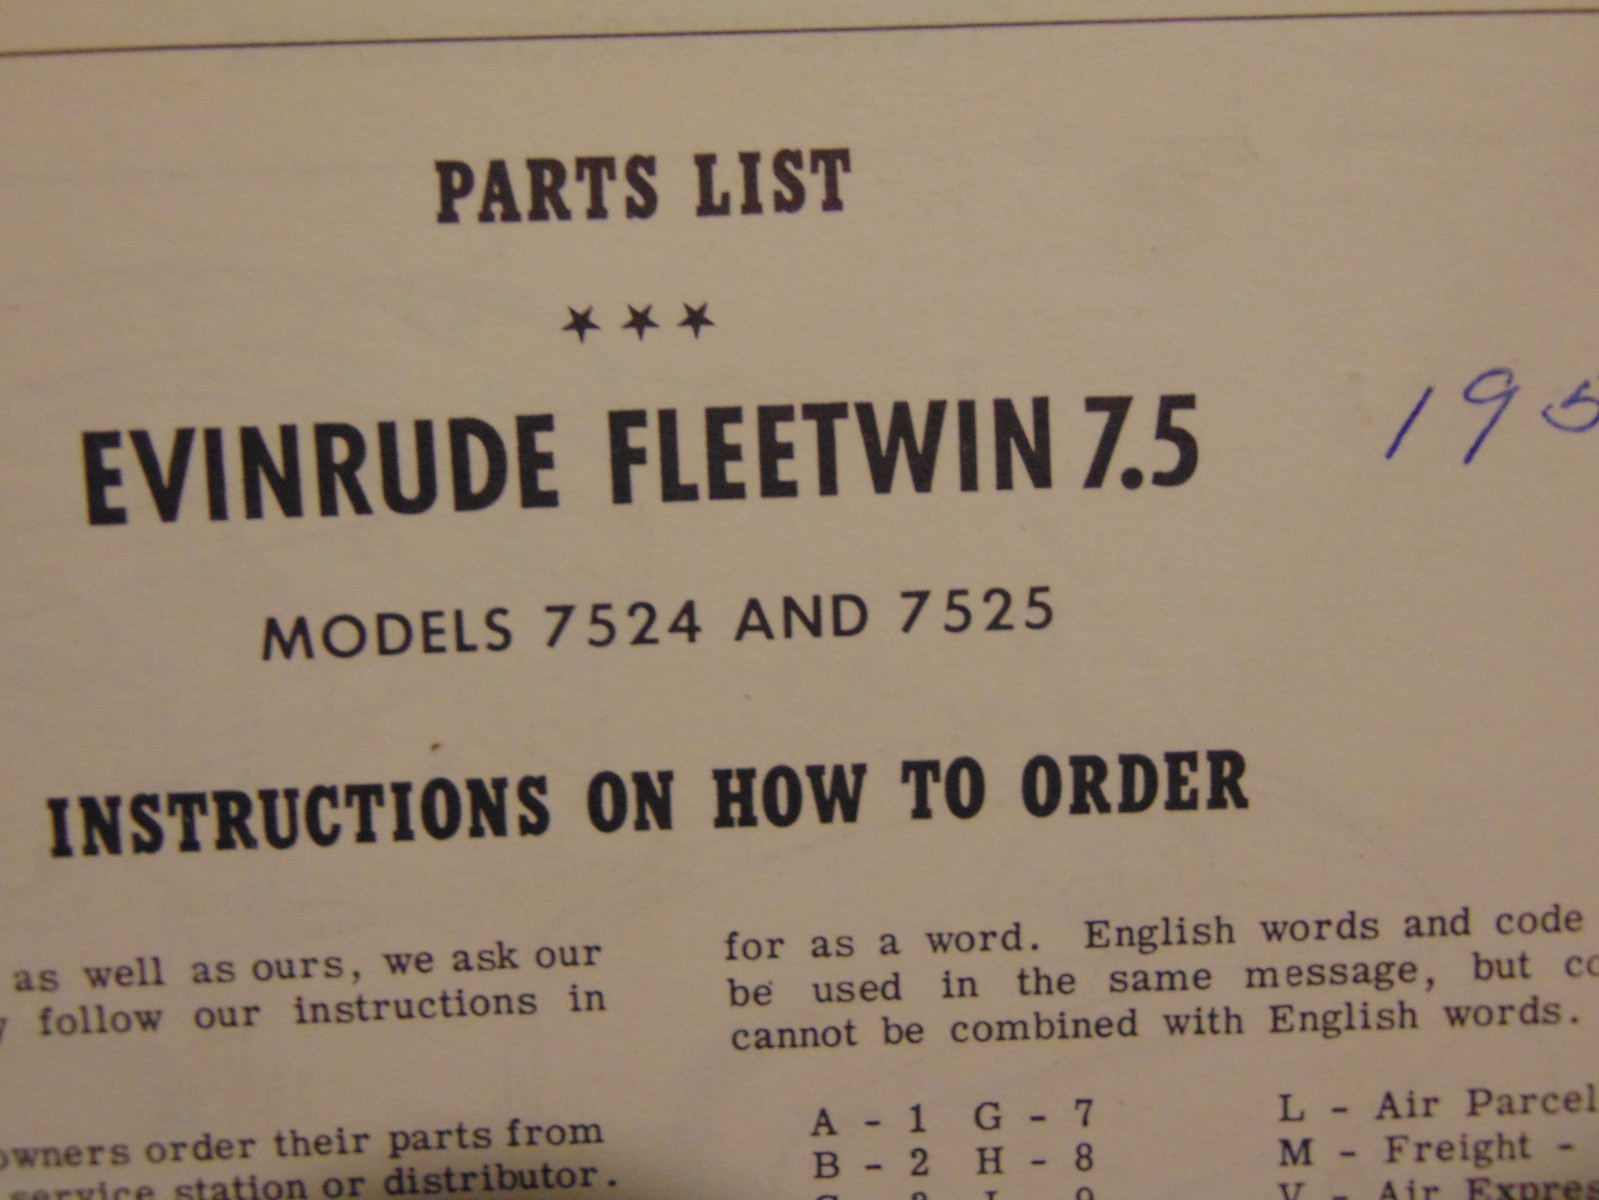 PARTS LIST
★ ★ ★
EVINRUDE FLEETWIN 7.5
195
MODELS 7524 AND 7525
INSTRUCTIONS ON HOW TO ORDER
as well as ours, we ask our
follow our instructions in
owners order their parts from
service station or distributor.
for as a word. English words and code
be used in the same message, but
cannot be combined with English words.
A - 1 G - 7
B - 2 H - 8
L - Air Parcel
M - Freight -
V - Air Express